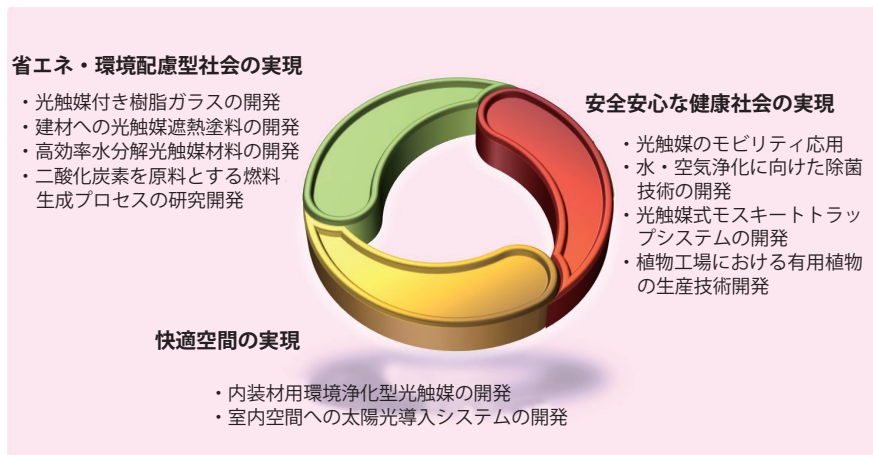 省エネ・環境配慮型社会の実現
・光触媒付き樹脂ガラスの開発
・建材への光触媒遮熱塗料の開発
・高効率水分解光触媒材料の開発
・二酸化炭素を原料とする燃料
生成プロセスの研究開発
安全安心な健康社会の実現
・光触媒のモビリティ応用
・水・空気浄化に向けた除菌
技術の開発
・光触媒式モスキートトラッ
プシステムの開発
・植物工場における有用植物
の生産技術開発
快適空間の実現
・内装材用環境浄化型光触媒の開発
・室内空間への太陽光導入システムの開発